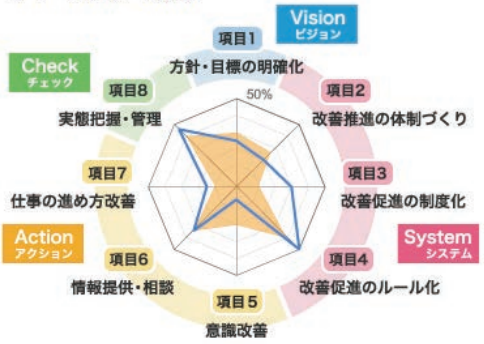 Vision
ビジョン
項目1
方針・目標の明確化
50%
Check
チェック
項目8
実態把握・管理
項目2
改善推進の体制づくり
項目7
仕事の進め方改善
項目3
改善促進の制度化
Action
アクション
System
システム
項目6
情報提供・相談
項目4
改善促進のルール化
項目5
意識改善